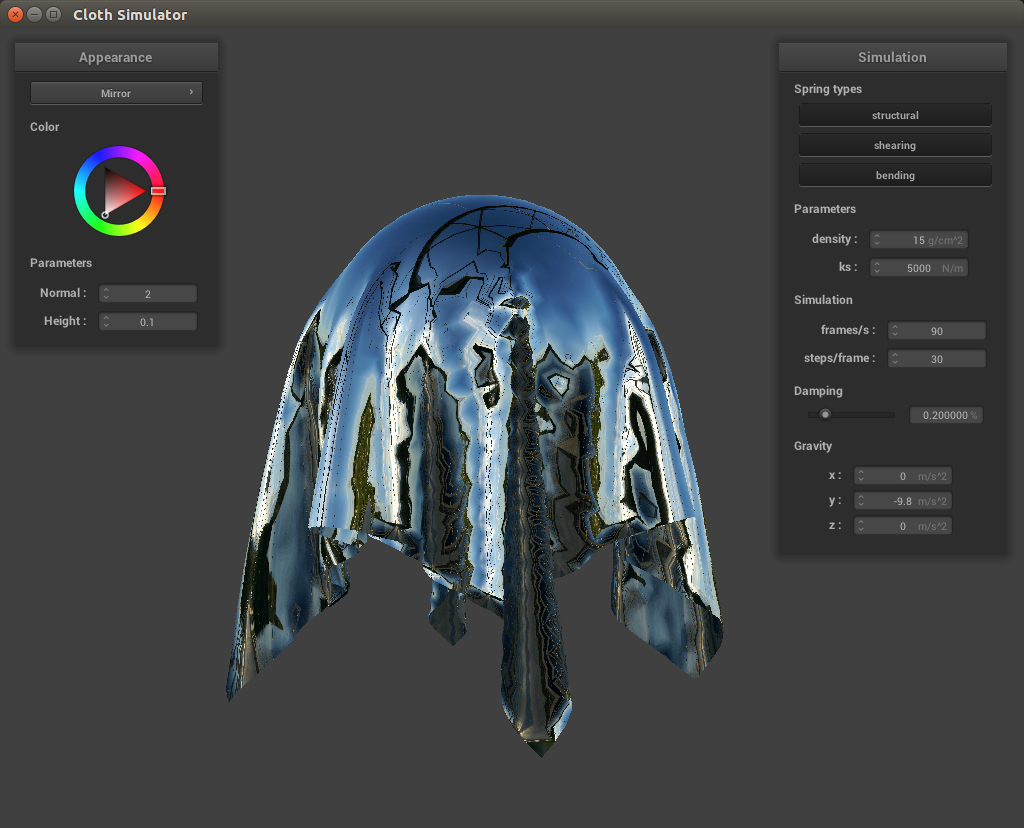 Cloth Simulator
Appearance
Mirror
Color
Parameters
Normal : 2
Height : 0.1
Simulation
Spring types
structural
shearing
bending
Parameters
density : 15 g/cm^2
ks : 5000 N/m
Simulation
frames/s : 90
steps/frame : 30
Damping
0.200000 %
Gravity
x : 0 m/s^2
y : -9.8 m/s^2
z : 0 m/s^2